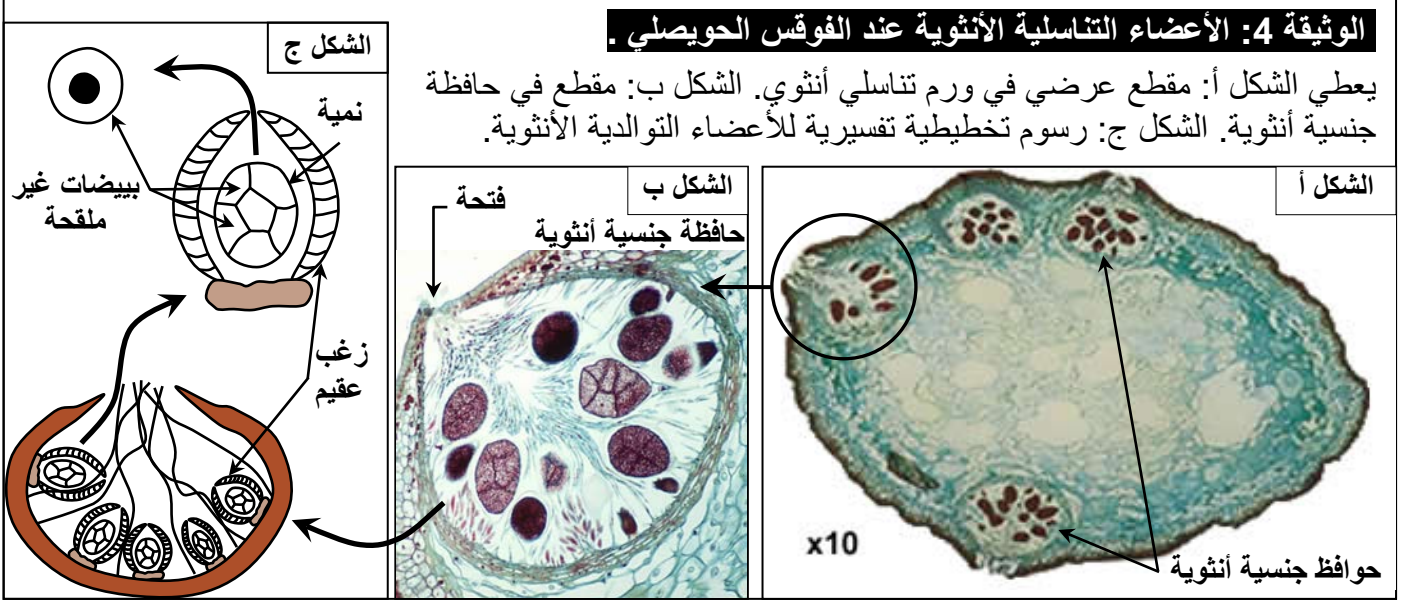 الوثيقة 4: الأعضاء التناسلية الأنثوية عند الفوقس الحويصلي .
يعطي الشكل أ: مقطع عرضي في ورم تناسلي أنثوي. الشكل ب: مقطع في حافظة
جنسية أنثوية. الشكل ج: رسوم تخطيطية تفسيرية للأعضاء التوالدية الأنثوية.
الشكل أ
حوافظ جنسية أنثوية
x10
الشكل ب
فتحة
حافظة جنسية أنثوية
الشكل ج
نمية
بييضات غير
ملقحة
زغب
عقيم